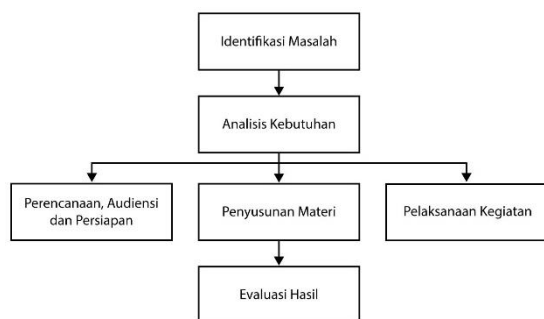 Identifikasi Masalah
Analisis Kebutuhan
Perencanaan, Audiensi
dan Persiapan
Penyusunan Materi
Pelaksanaan Kegiatan
Evaluasi Hasil